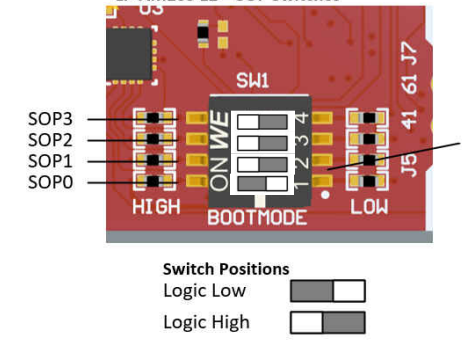 U3
SW1
SOP3
SOP2
SOP1
SOP0
ON WE
4
3
2
1
HIGH
BOOTMODE
LOW
J7
61
41
J5
Switch Positions
Logic Low
Logic High